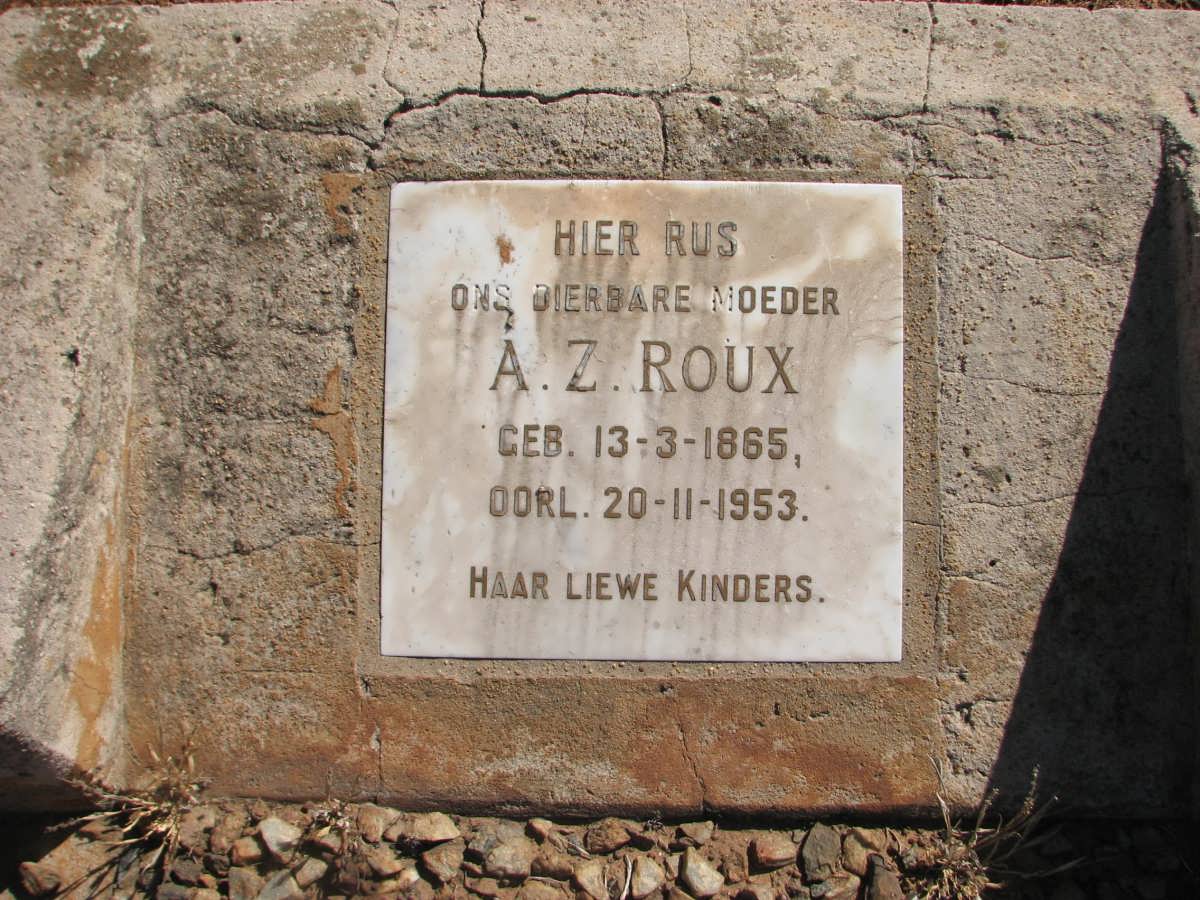 HIER RUS
ONS DIERBARE MOEDER
A. Z. ROUX
GEB. 13-3-1865,
OORL. 20-11-1953.
HAAR LIEWE KINDERS.